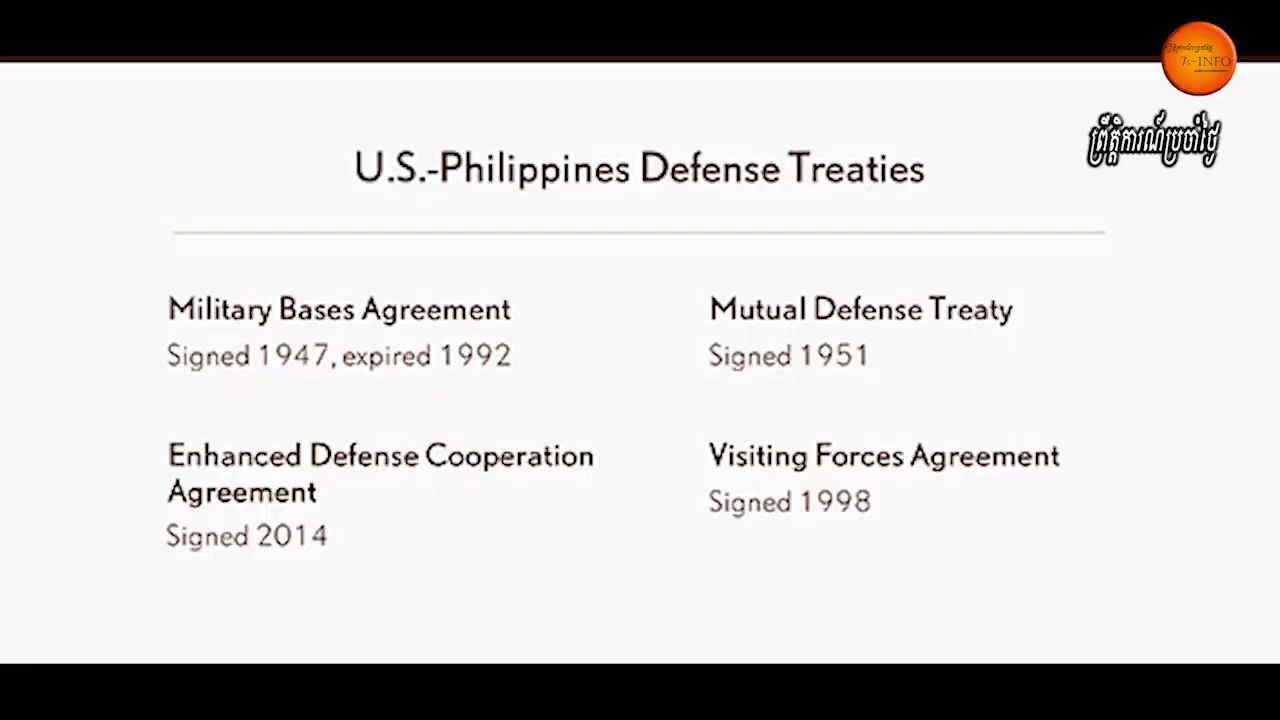 7s-INFO
ព្រឹត្តិការណ៍ប្រចាំថ្ងៃ
U.S.-Philippines Defense Treaties
Military Bases Agreement
Signed 1947, expired 1992
Mutual Defense Treaty
Signed 1951
Enhanced Defense Cooperation
Agreement
Signed 2014
Visiting Forces Agreement
Signed 1998